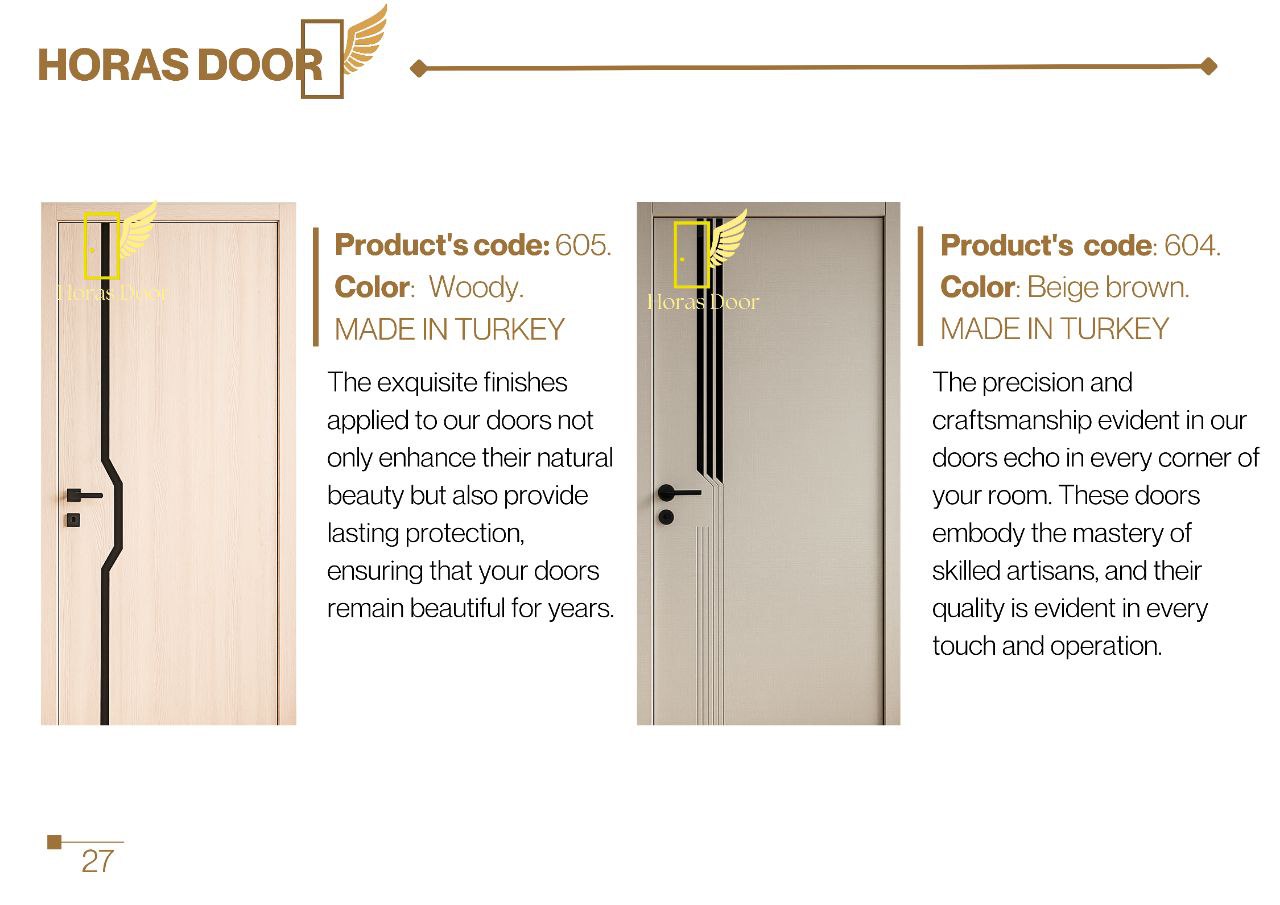 HORAS DOOR
Horas Door
Product's code: 605.
Color:  Woody.
MADE IN TURKEY
The exquisite finishes
applied to our doors not
only enhance their natural
beauty but also provide
lasting protection,
ensuring that your doors
remain beautiful for years.
Horas Door
Product's  code: 604.
Color: Beige brown.
MADE IN TURKEY
The precision and
craftsmanship evident in our
doors echo in every corner of
your room. These doors
embody the mastery of
skilled artisans, and their
quality is evident in every
touch and operation.
27